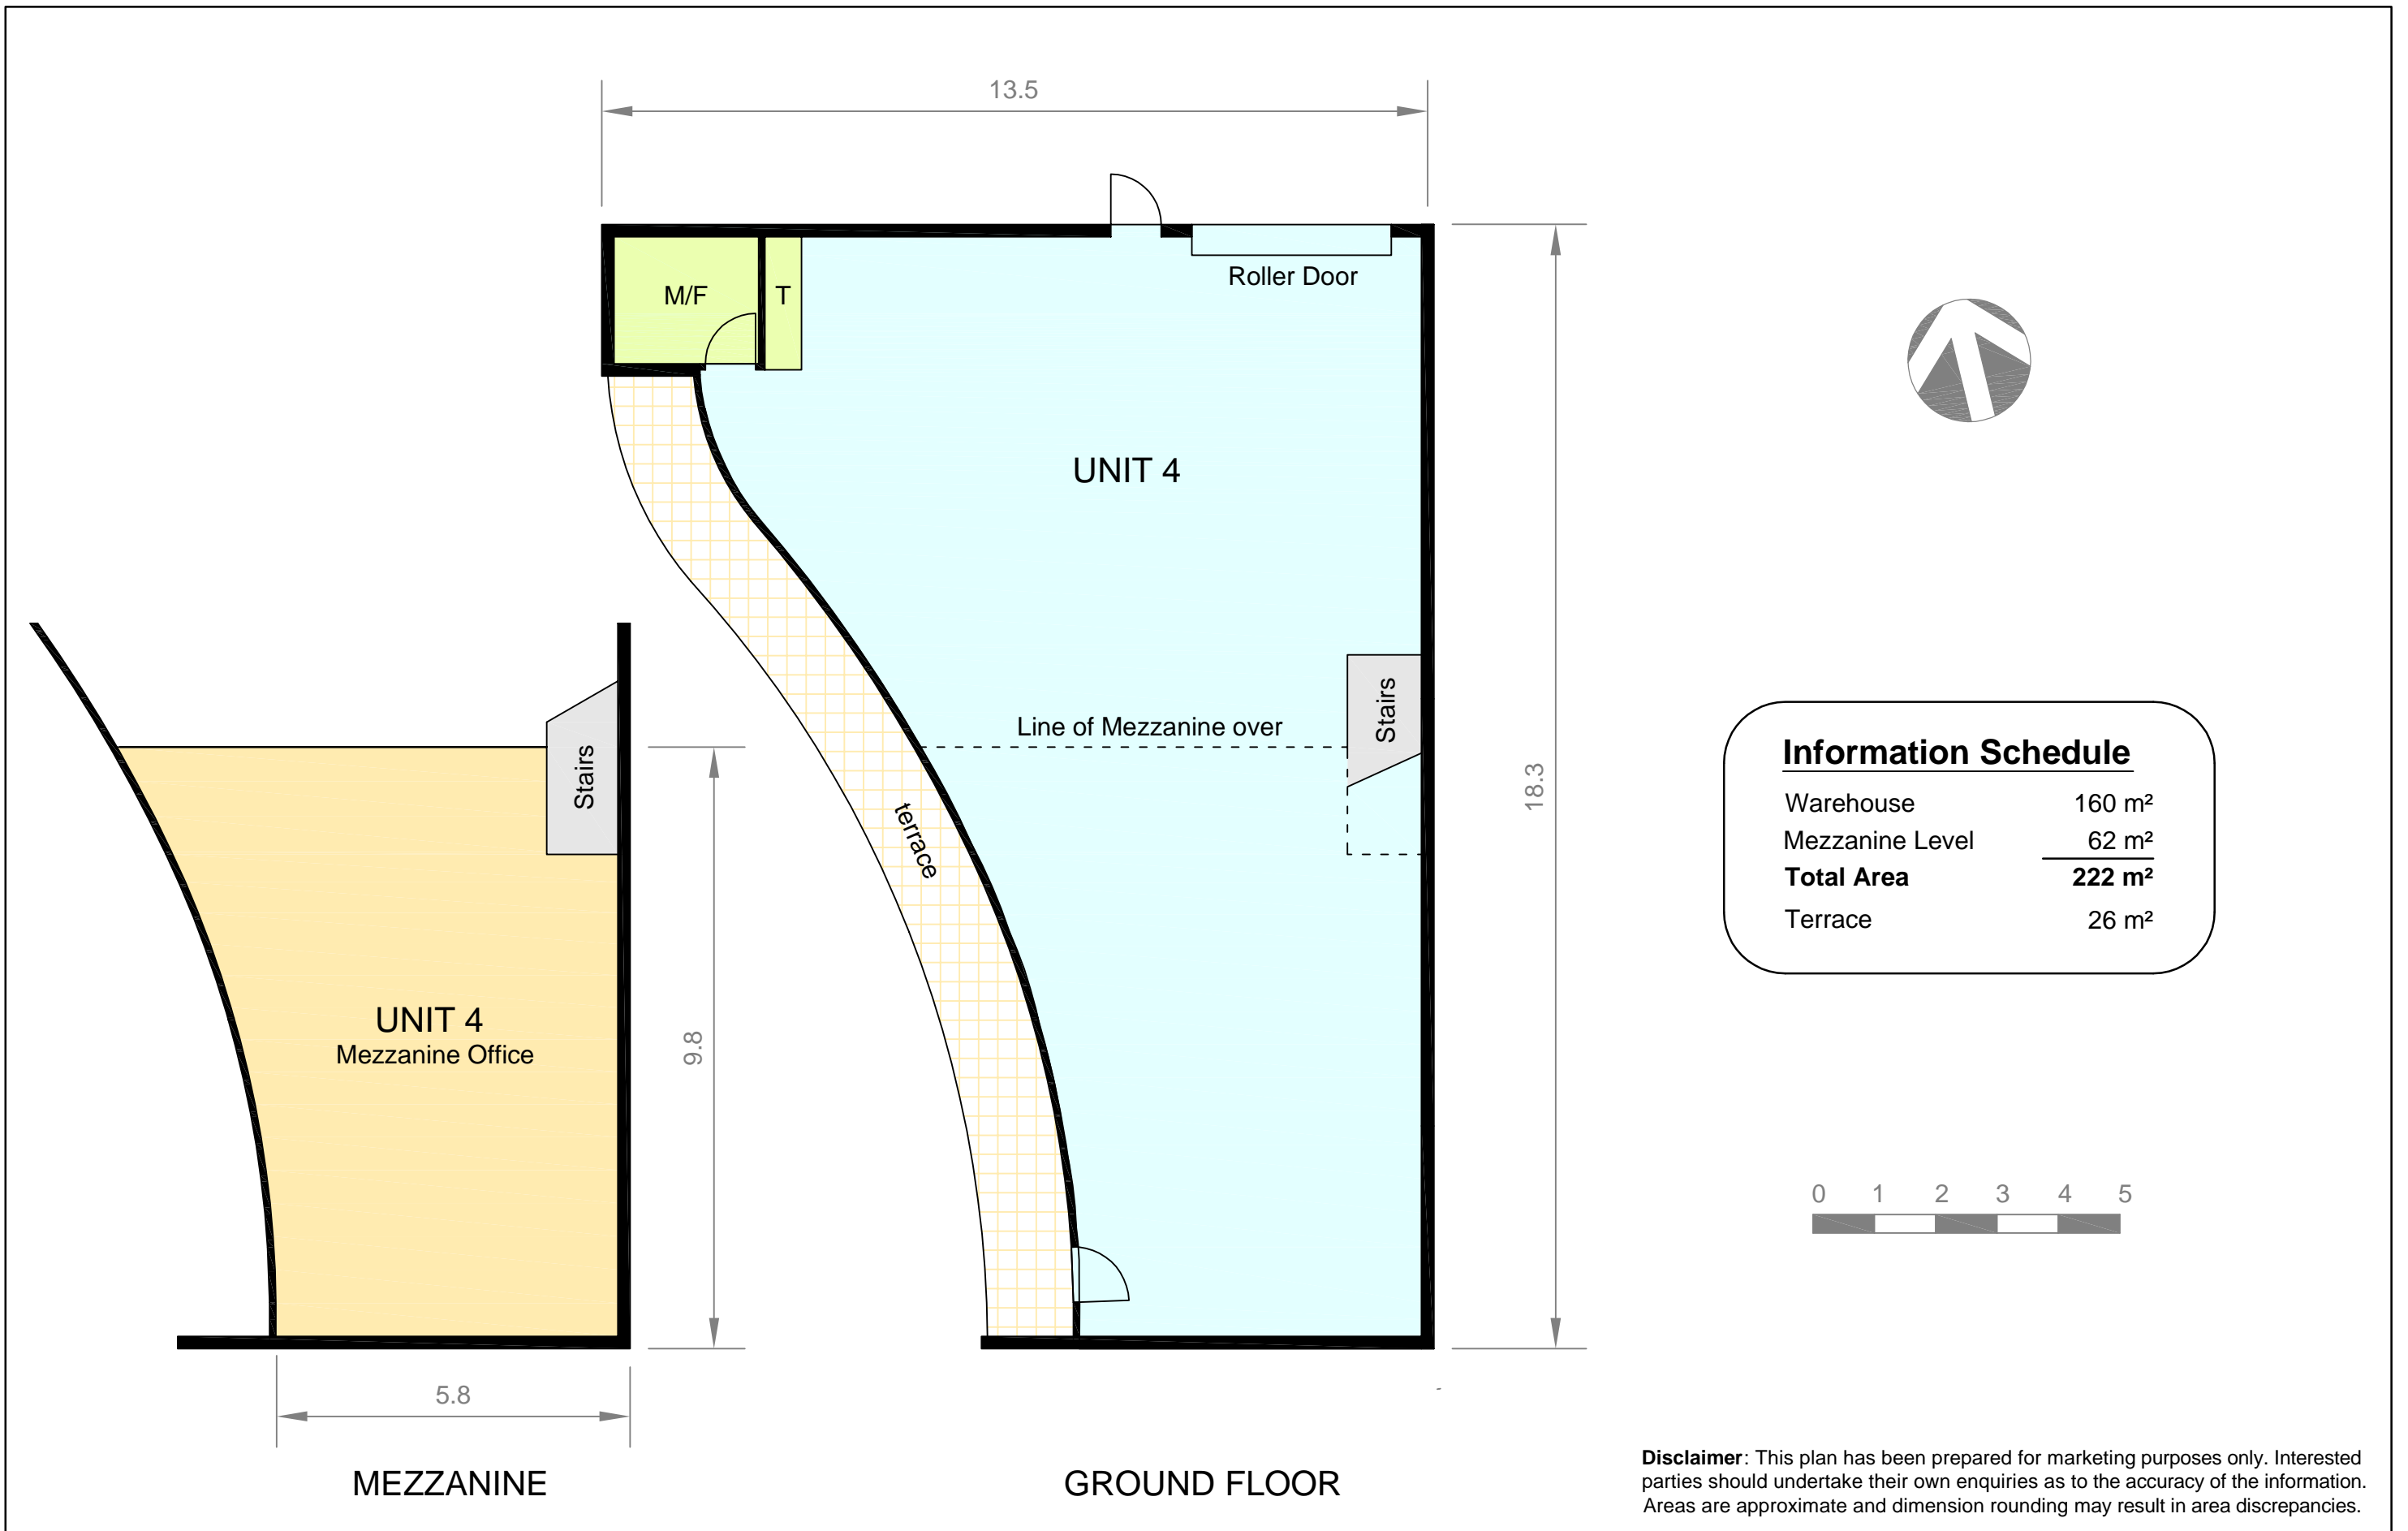 13.5
Roller Door
M/F
T
UNIT 4
Stairs
Line of Mezzanine over
terrace
18.3
Stairs
UNIT 4
Mezzanine Office
9.8
5.8
MEZZANINE
GROUND FLOOR
Information Schedule
Warehouse 160 m²
Mezzanine Level 62 m²
Total Area 222 m²
Terrace 26 m²
0 1 2 3 4 5
Disclaimer: This plan has been prepared for marketing purposes only. Interested
parties should undertake their own enquiries as to the accuracy of the information.
Areas are approximate and dimension rounding may result in area discrepancies.